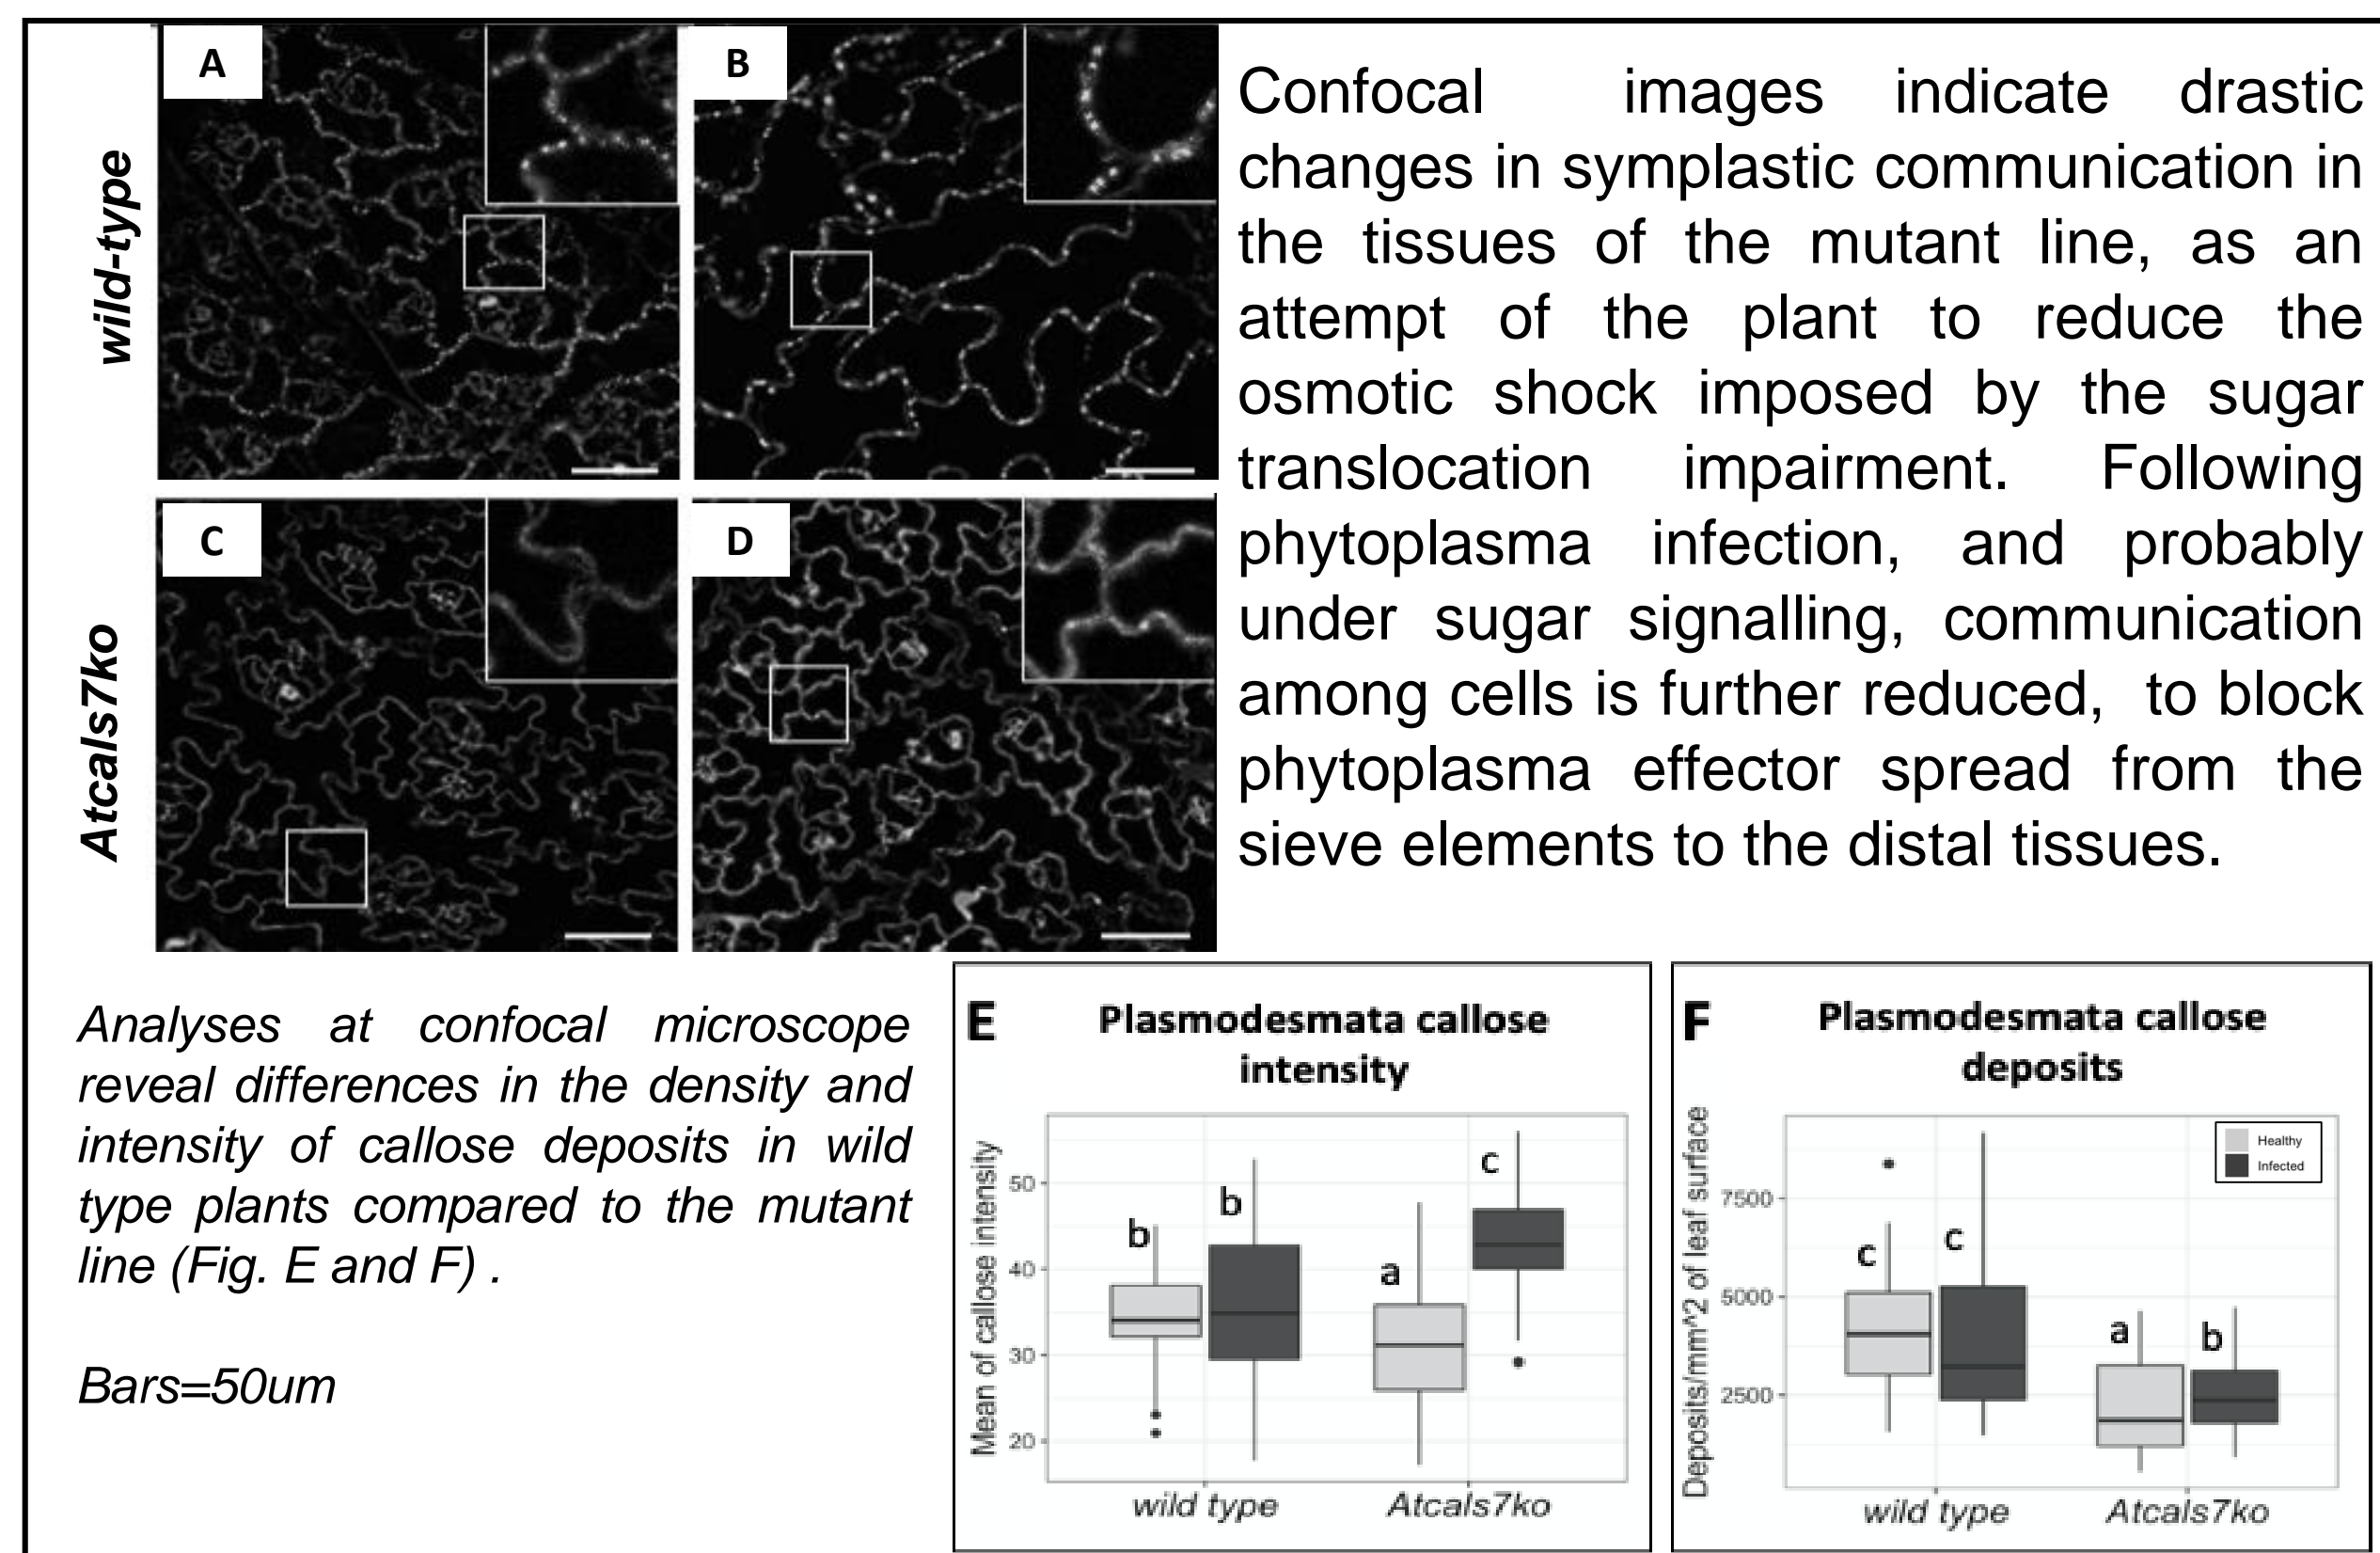 A
B
wild-type
C
D
Atcals7ko
Confocal images indicate drastic
changes in symplastic communication in
the tissues of the mutant line, as an
attempt of the plant to reduce the
osmotic shock imposed by the sugar
translocation impairment. Following
phytoplasma infection, and probably
under sugar signalling, communication
among cells is further reduced, to block
phytoplasma effector spread from the
sieve elements to the distal tissues.
Analyses at confocal microscope
reveal differences in the density and
intensity of callose deposits in wild
type plants compared to the mutant
line (Fig. E and F) .
Bars=50um
E
Plasmodesmata callose
intensity
Mean of callose intensity
50
40
30
20
b
b
a
c
wild type
Atcals7ko
F
Plasmodesmata callose
deposits
Deposits/mm^2 of leaf surface
7500
5000
2500
Healthy
Infected
c
c
a
b
wild type
Atcals7ko